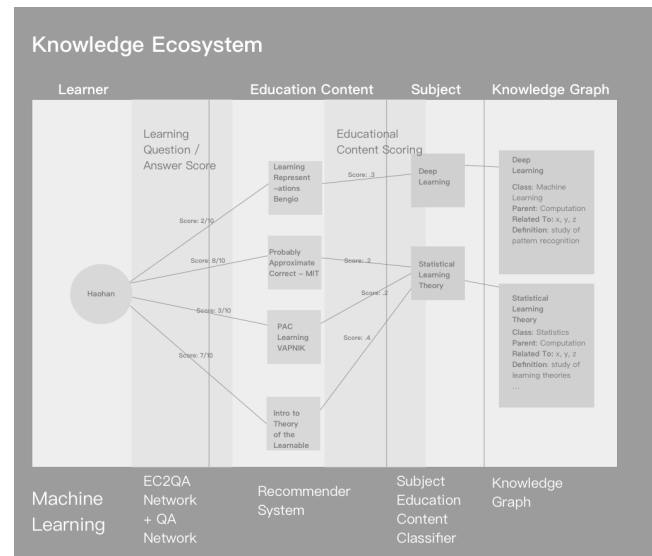 Knowledge Ecosystem
Learner
Education Content
Subject
Knowledge Graph
Learning
Question /
Answer Score
Educational
Content Scoring
Learning
Represent
-ations
Bengio
Score: .3
Deep
Learning
Deep
Learning
Class: Machine
Learning
Parent: Computation
Related To: x, y, z
Definition: study of
pattern recognition
Score: 2/10
Probably
Approximate
Correct - MIT
Score: 8/10
Score: .2
Statistical
Learning
Theory
Haohan
Score: .2
Score: 3/10
PAC
Learning
VAPNIK
Score: .4
Statistical
Learning
Theory
Class: Statistics
Parent: Computation
Related To: x, y, z
Definition: study of
learning theories
...
Score: 7/10
Intro to
Theory
of the
Learnable
Machine
Learning
EC2QA
Network
+ QA
Network
Recommender
System
Subject
Education
Content
Classifier
Knowledge
Graph